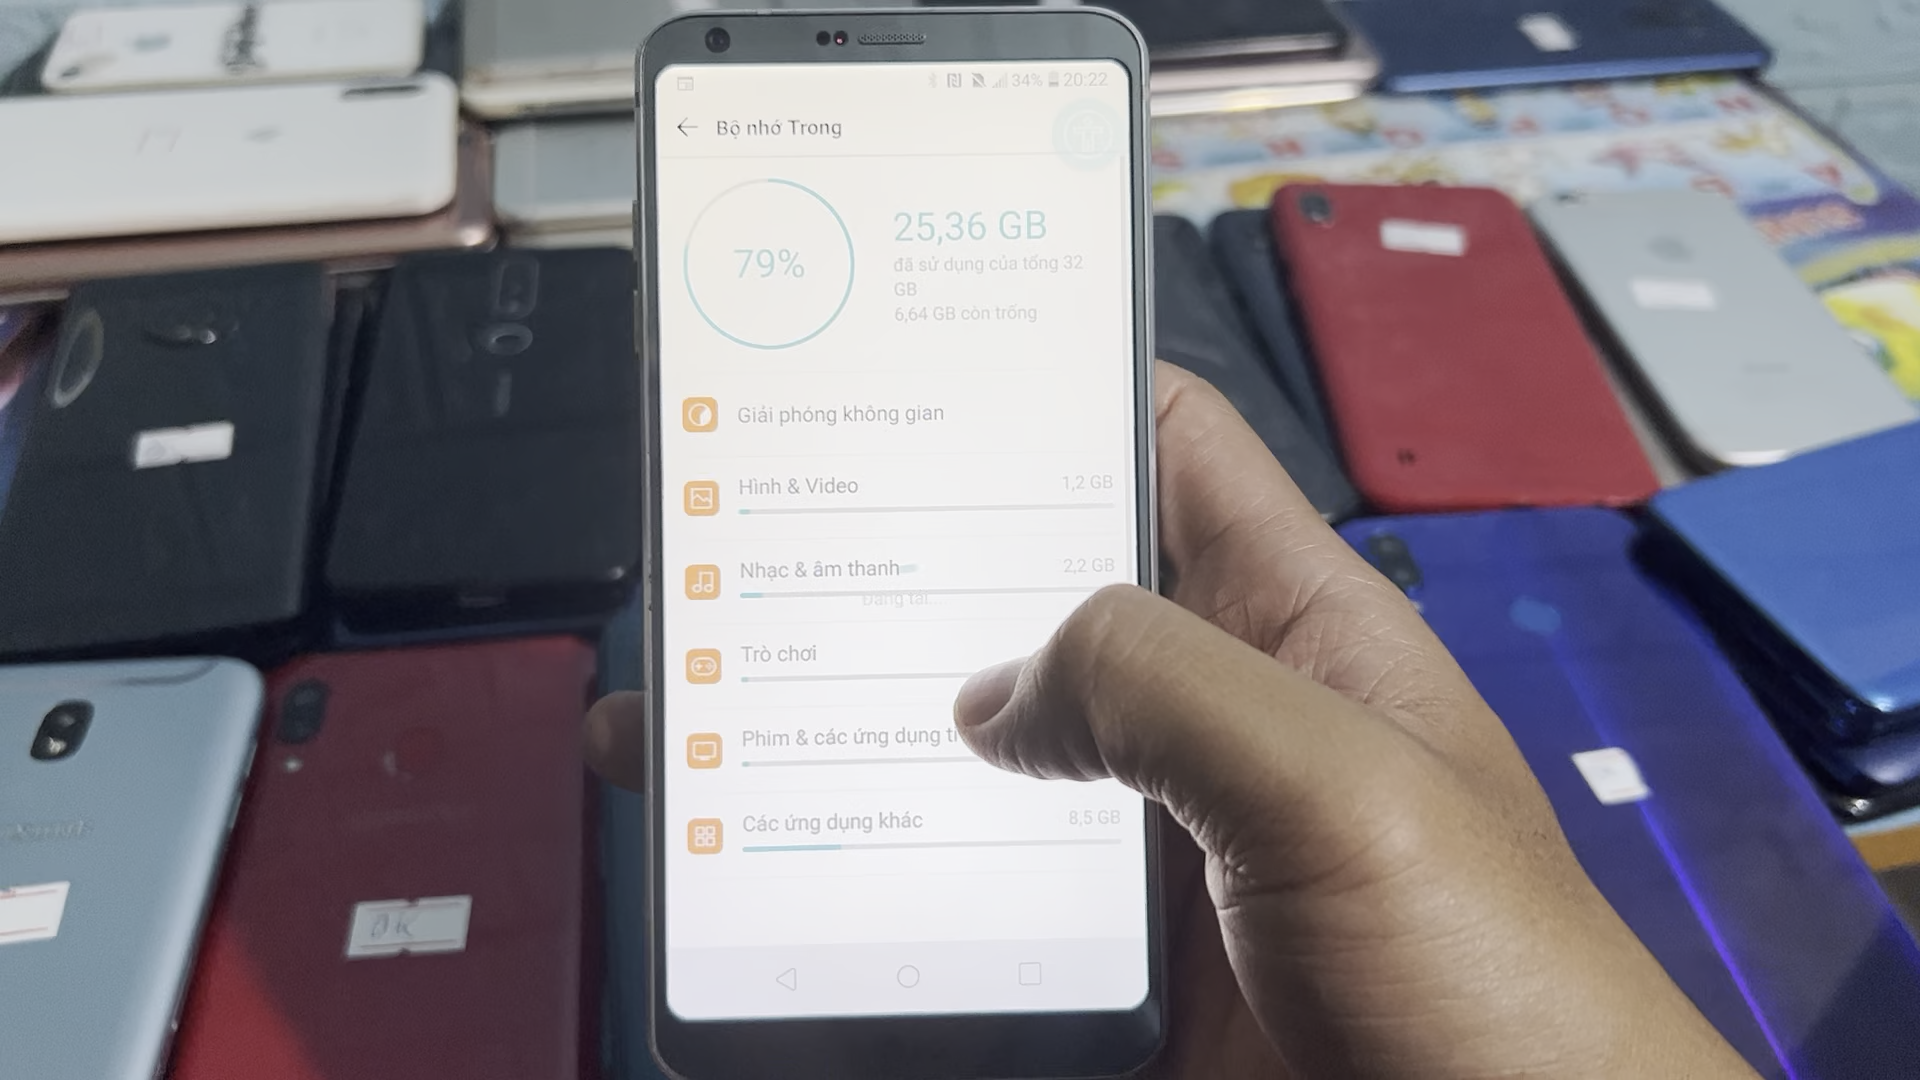 34% 20:22
Bộ nhớ Trong
79%
25,36 GB
đã sử dụng của tổng 32
GB
6,64 GB còn trống
Giải phóng không gian
Hình & Video 1,2 GB
Nhạc & âm thanh 2,2 GB
Đang tải...
Trò chơi
Phim & các ứng dụng
Các ứng dụng khác 8,5 GB
OK